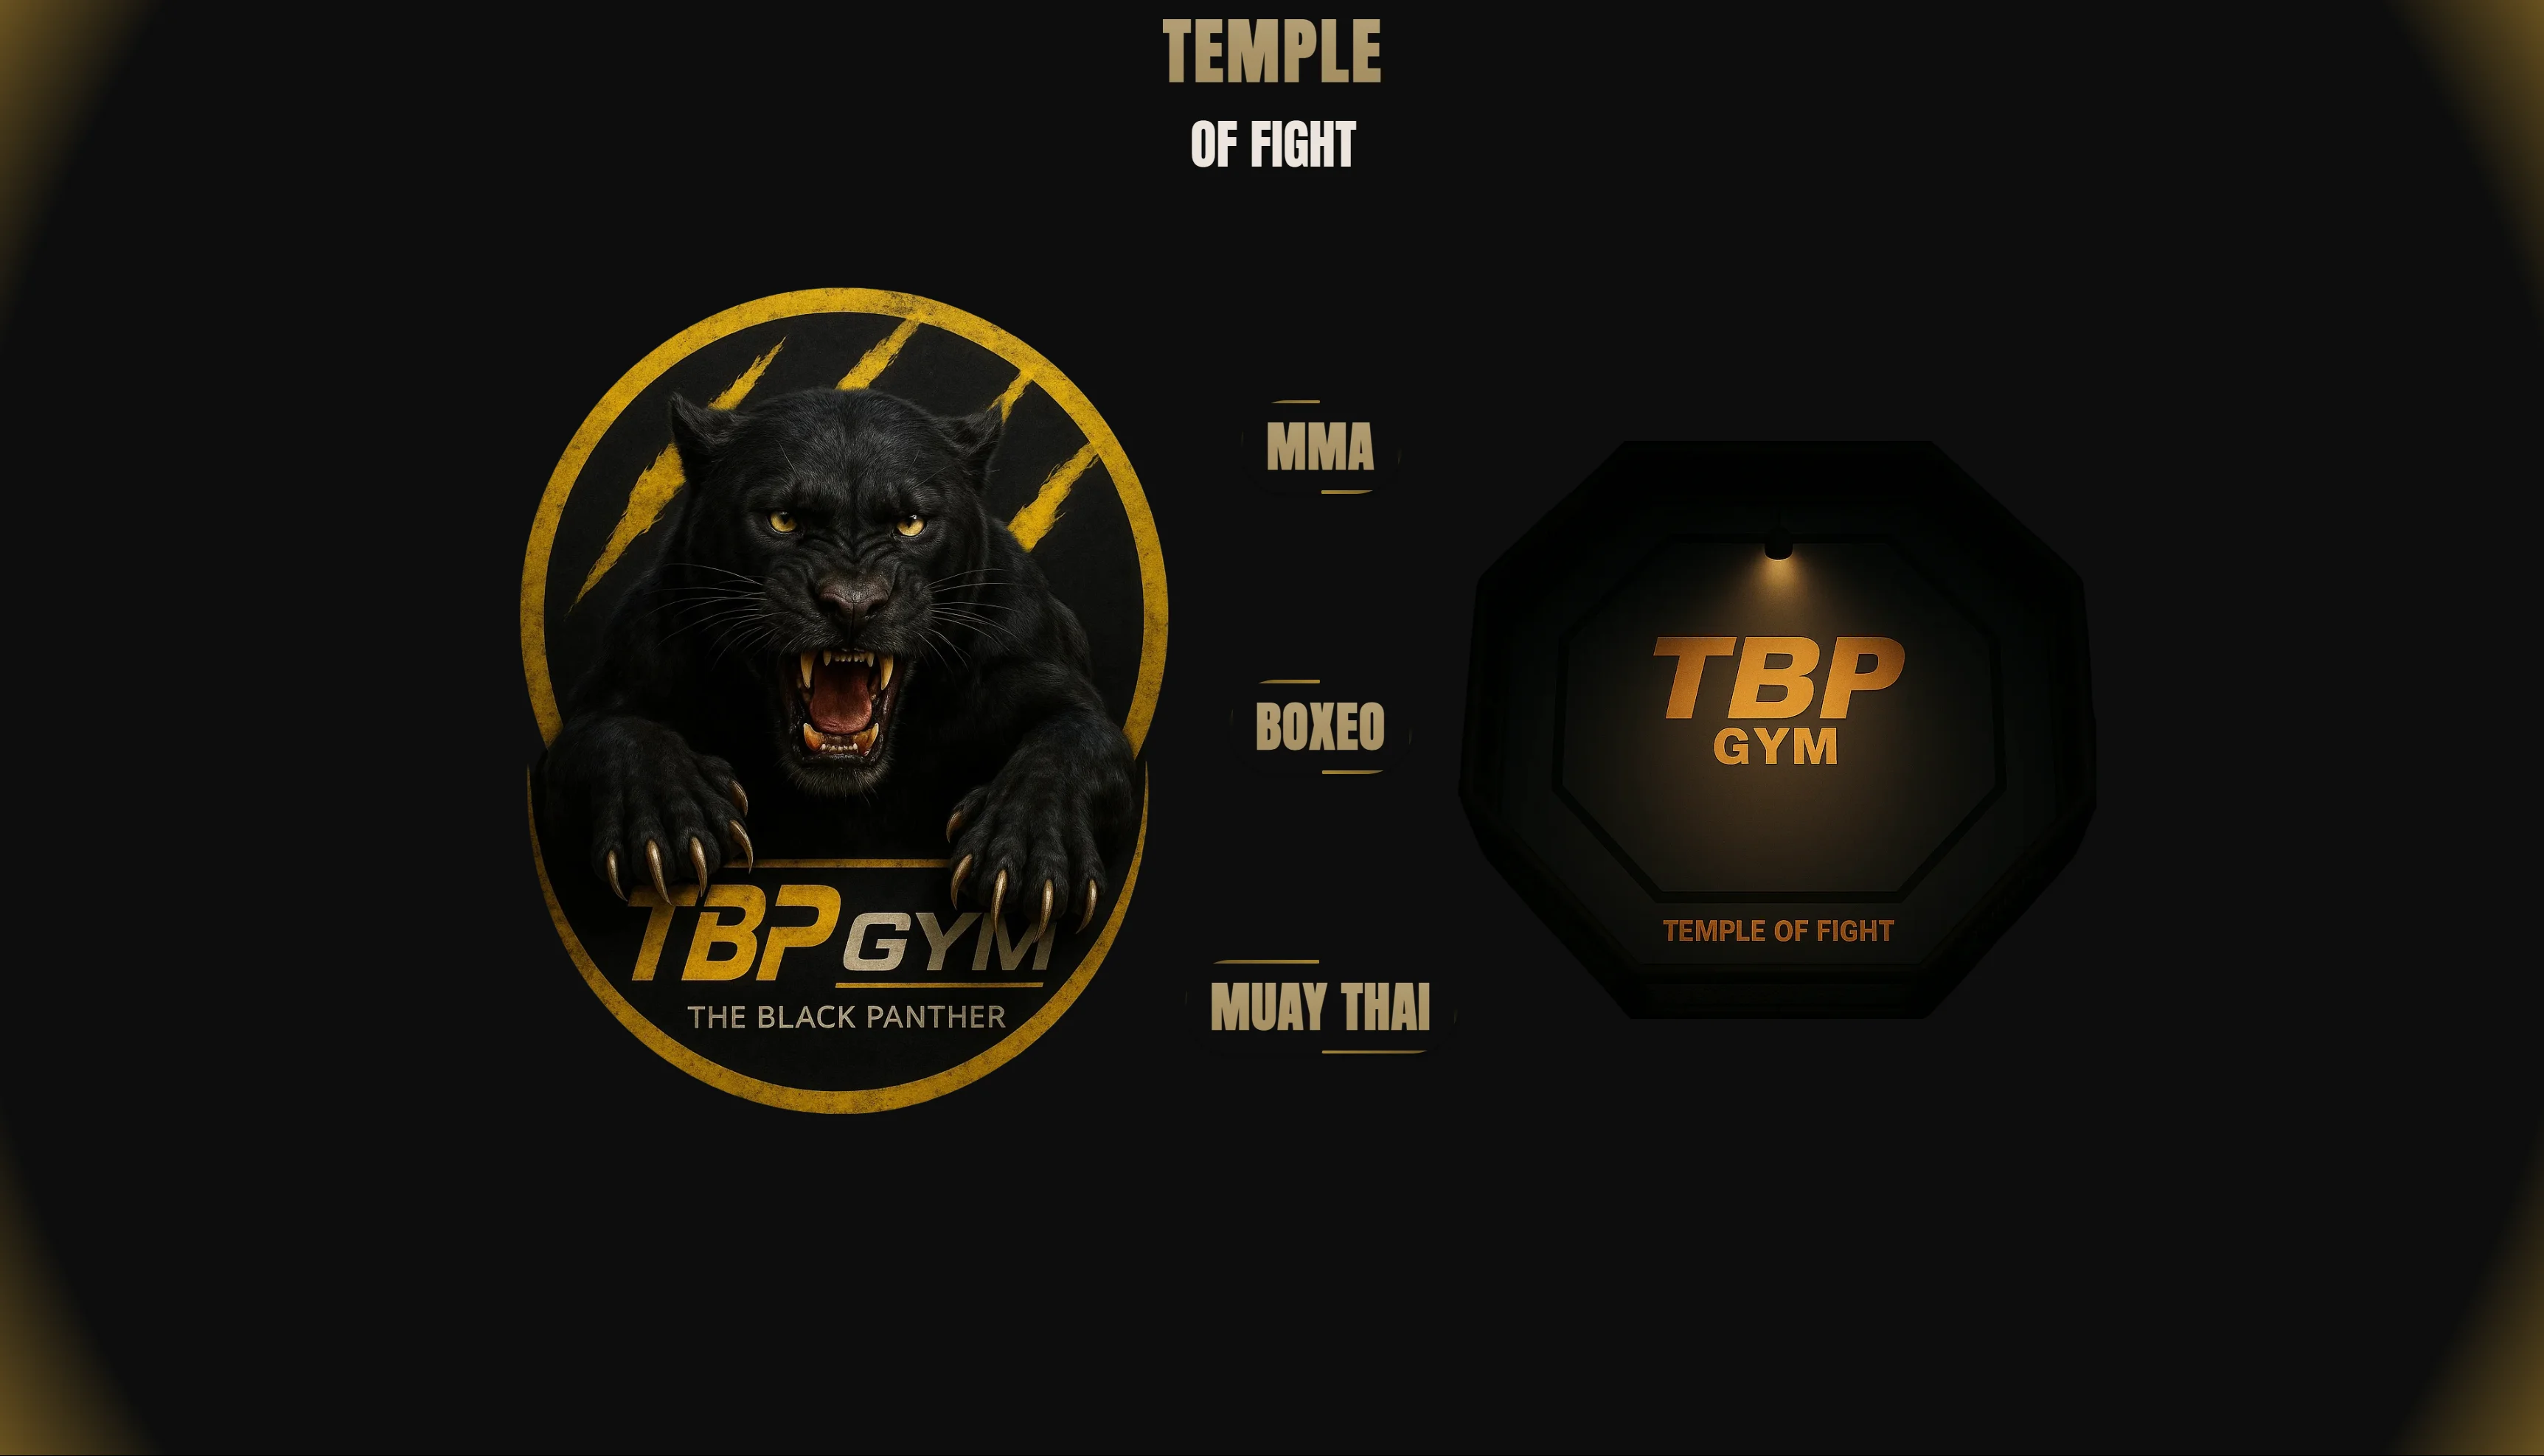 TEMPLE
OF FIGHT
TBP GYM
THE BLACK PANTHER
MMA
BOXEO
MUAY THAI
TBP
GYM
TEMPLE OF FIGHT